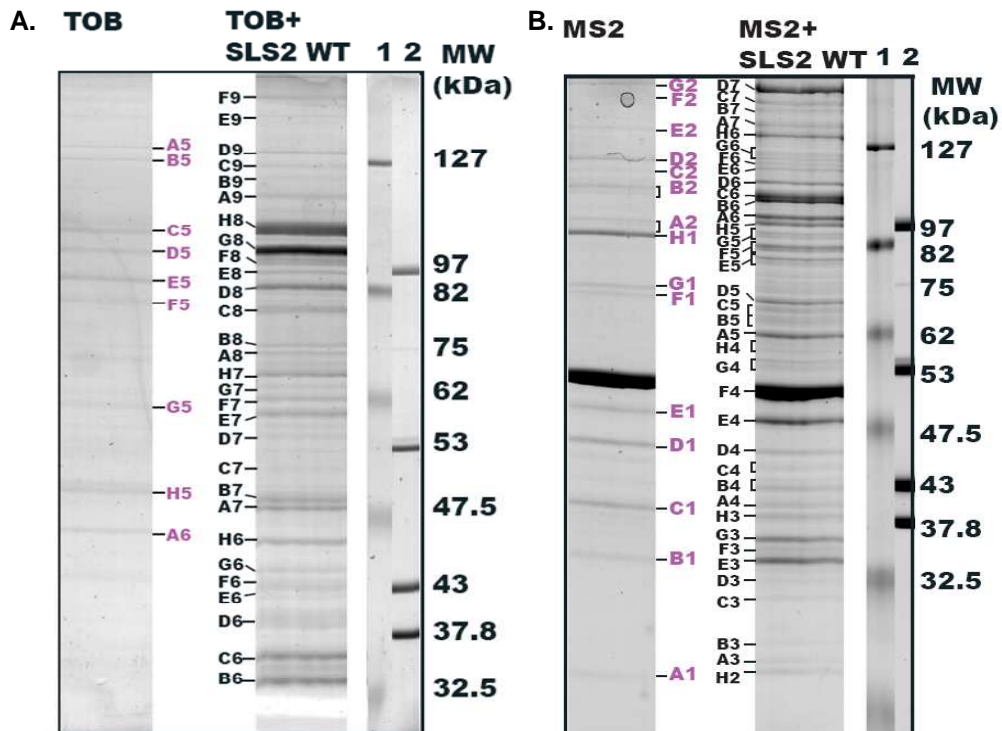 A.
TOB
TOB+
SLS2 WT
1 2
MW
(kDa)
A5
B5
C5
D5
E5
F5
G5
H5
A6
F9
E9
D9
C9
B9
A9
H8
G8
F8
E8
D8
C8
B8
A8
H7
G7
F7
E7
D7
C7
B7
A7
H6
G6
F6
E6
D6
C6
B6
127
97
82
75
62
53
47.5
43
37.8
32.5
B.
MS2
MS2+
SLS2 WT
1 2
MW
(kDa)
G2
F2
E2
D2
C2
B2
A2
H1
G1
F1
E1
D1
C1
B1
A1
D7
C7
B7
A7
H6
G6
F6
E6
D6
C6
B6
A6
H5
G5
F5
E5
D5
C5
B5
A5
H4
G4
F4
E4
D4
C4
B4
A4
H3
G3
F3
E3
D3
C3
B3
A3
H2
127
97
82
75
62
53
47.5
43
37.8
32.5